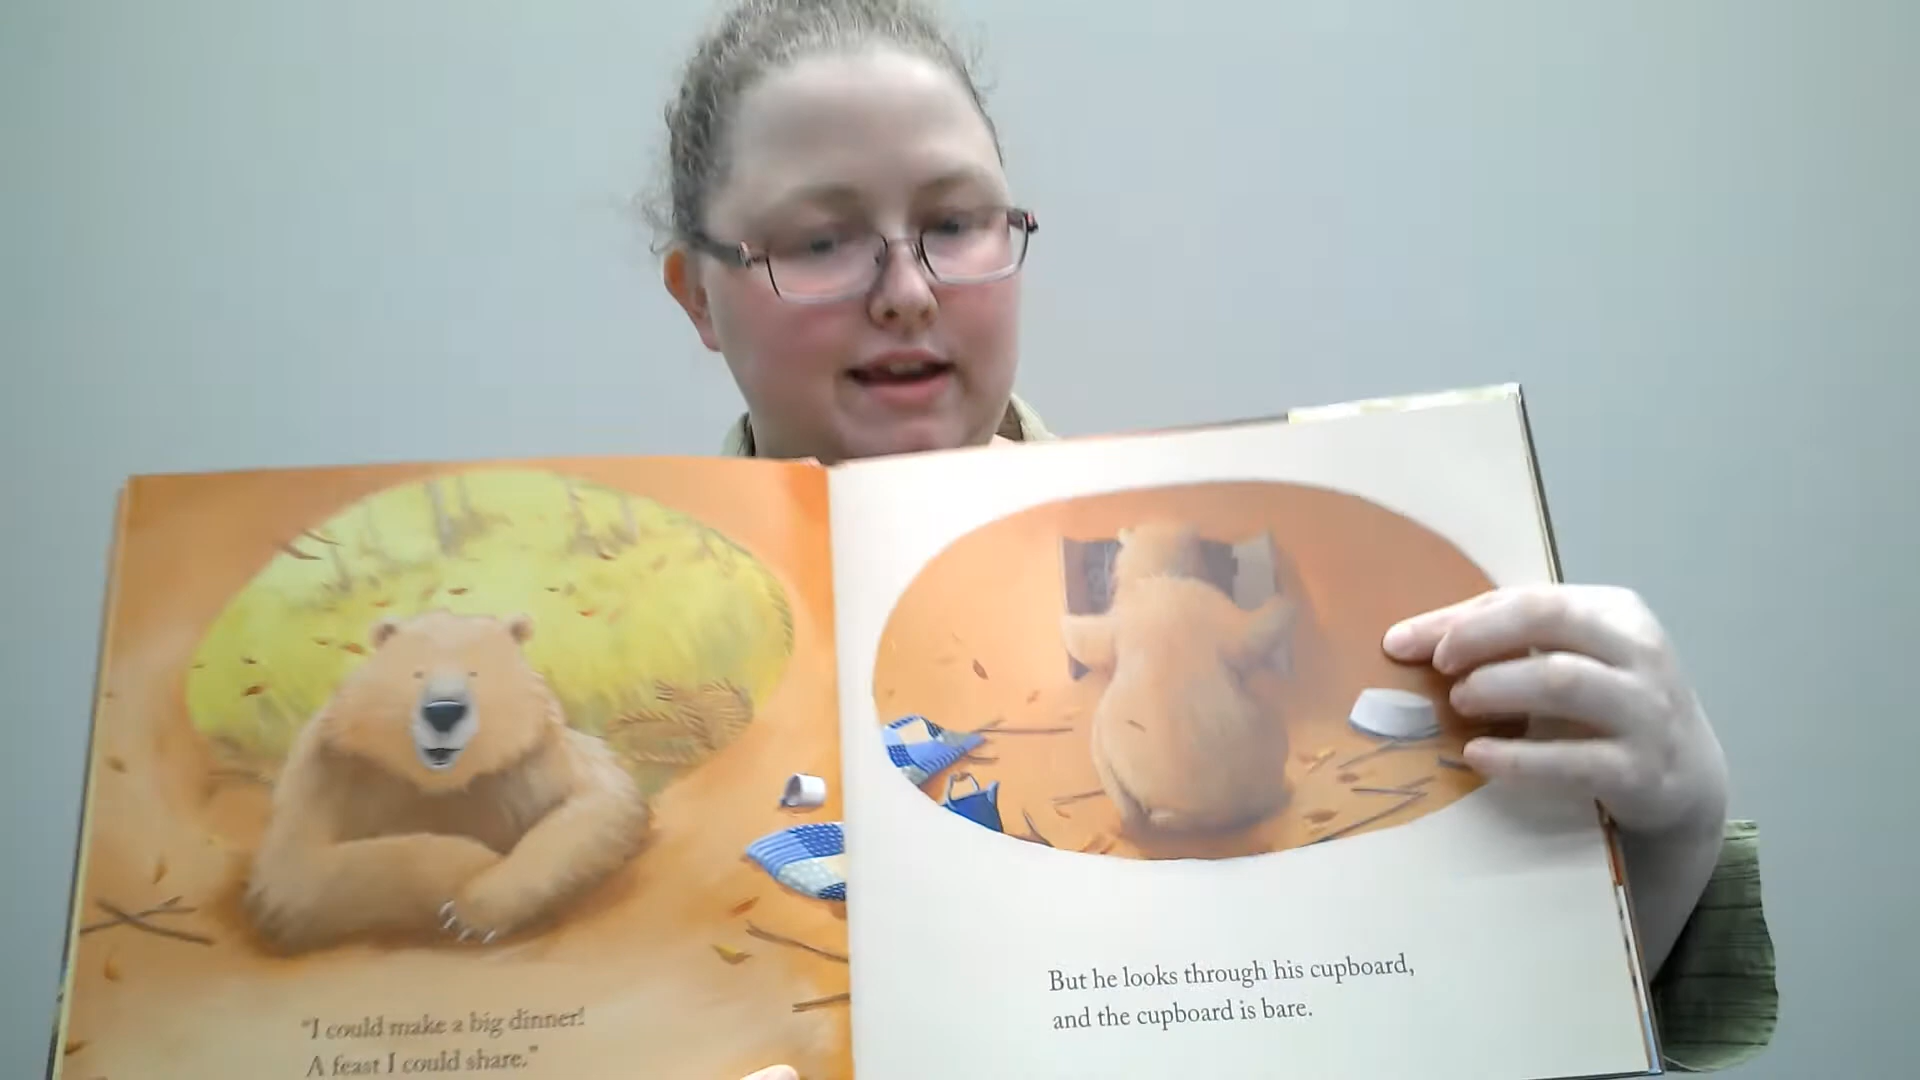 "I could make a big dinner!
A feast I could share."
But he looks through his cupboard,
and the cupboard is bare.